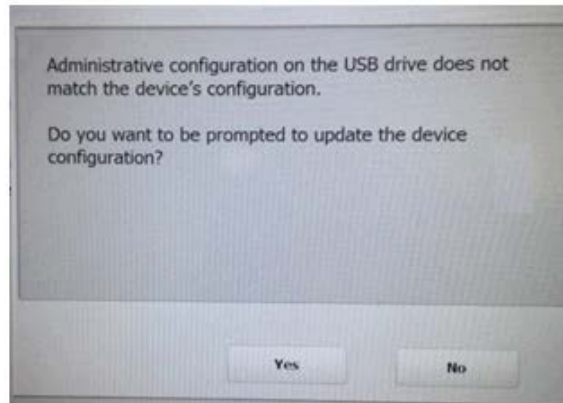 Administrative configuration on the USB drive does not
match the device's configuration.
Do you want to be prompted to update the device
configuration?
Yes
No